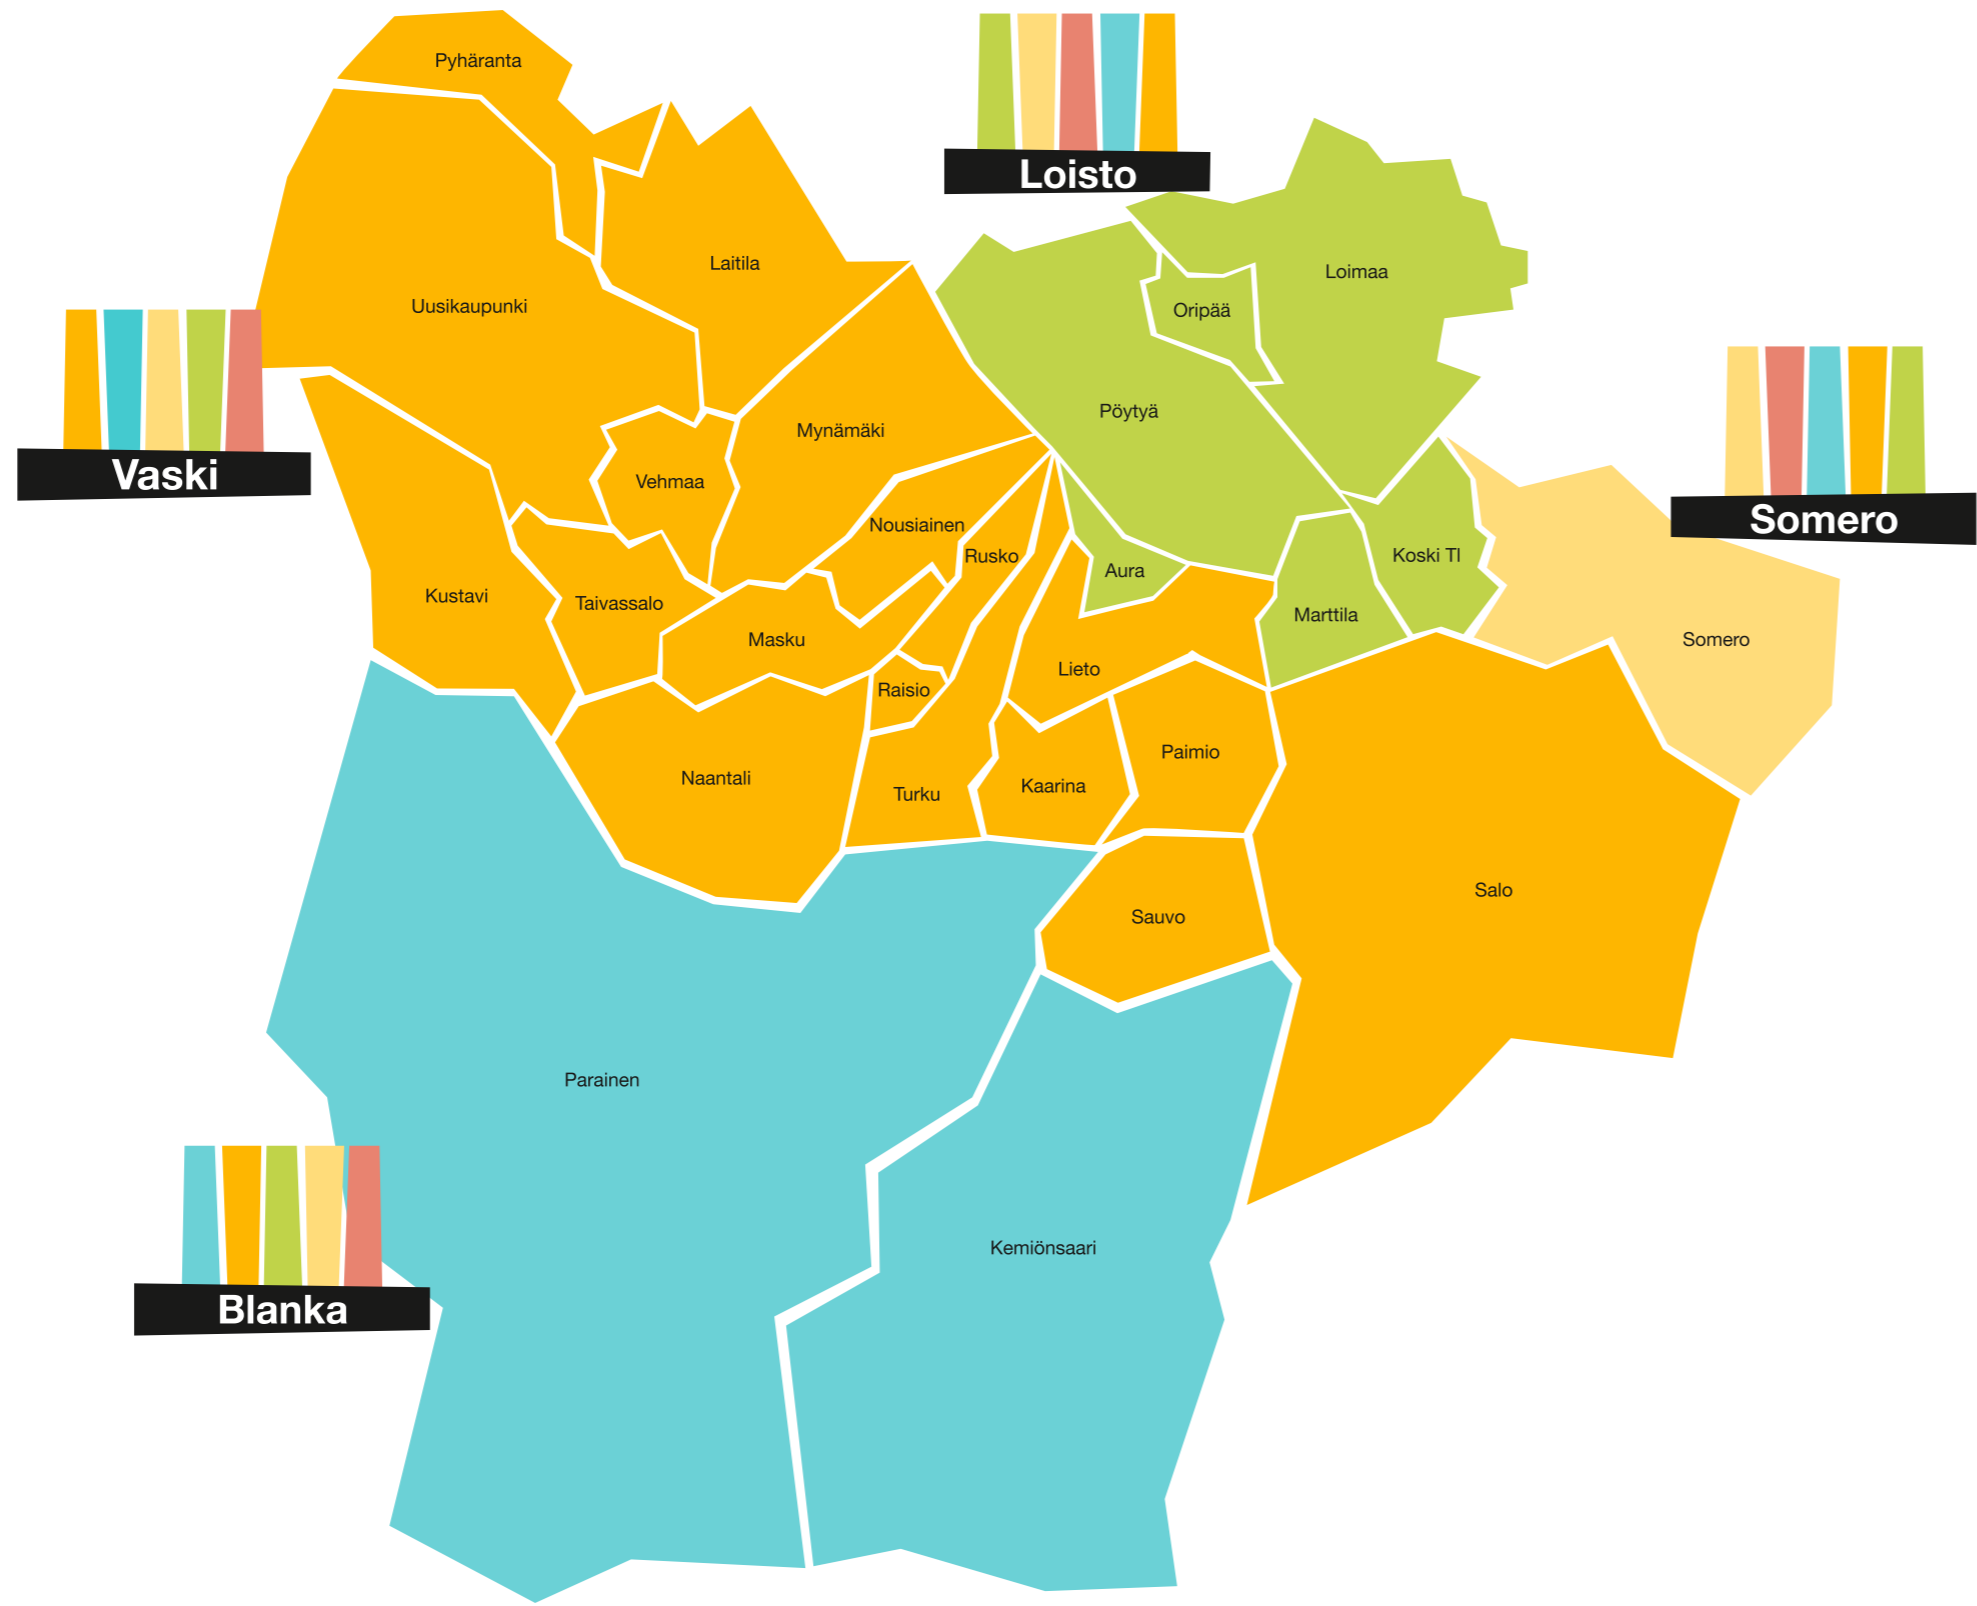 Pyhäranta
Loisto
Laitila
Loimaa
Uusikaupunki
Oripää
Pöytyä
Mynämäki
Vaski
Vehmaa
Somero
Nousiainen
Rusko
Koski Tl
Aura
Kustavi
Taivassalo
Marttila
Masku
Somero
Lieto
Raisio
Paimio
Naantali
Kaarina
Turku
Salo
Sauvo
Parainen
Kemiönsaari
Blanka